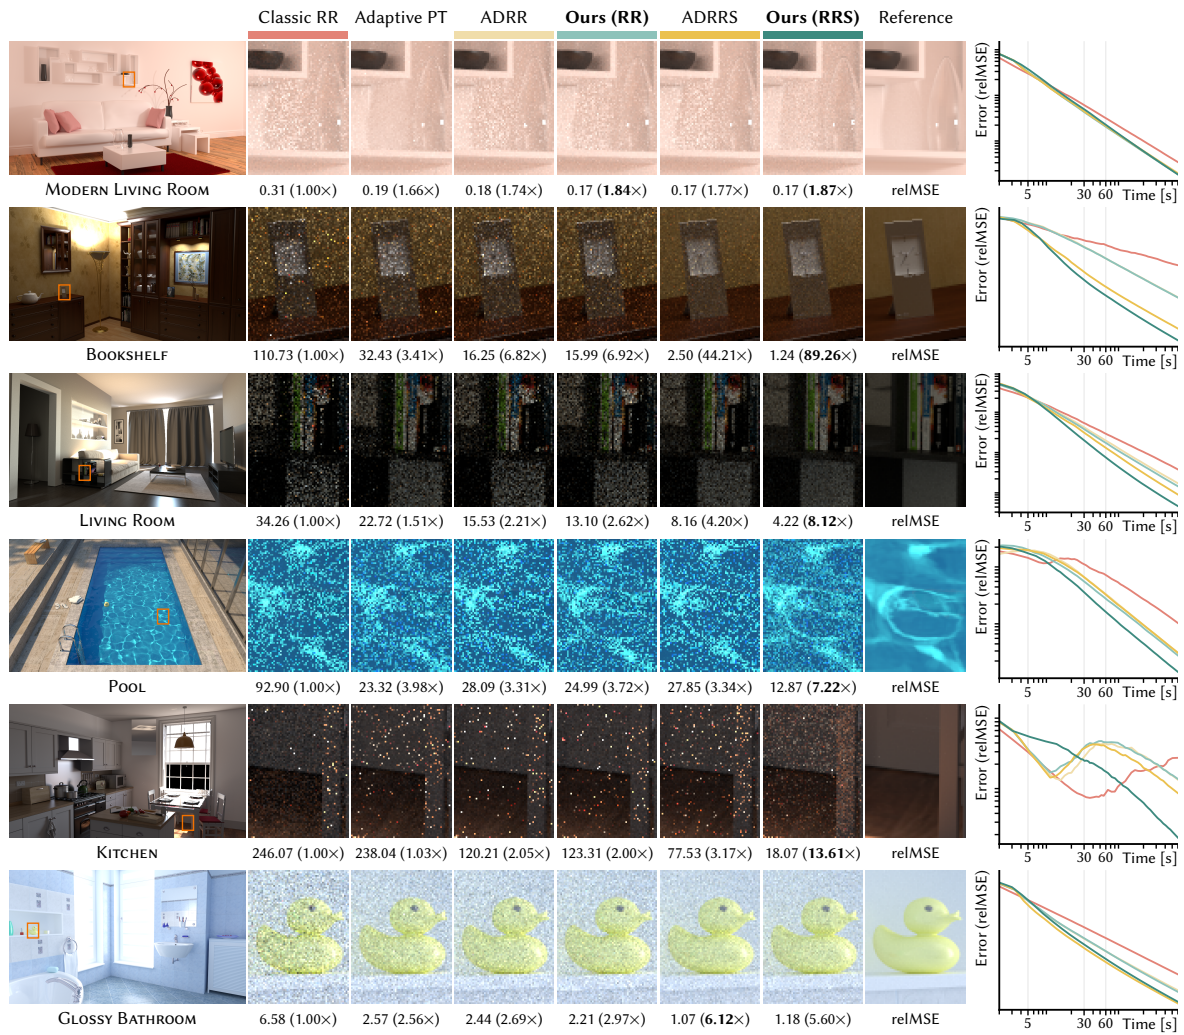 Classic RR Adaptive PT ADRR Ours (RR) ADRRS Ours (RRS) Reference
Error (relMSE)
5 30 60 Time [s]
MODERN LIVING ROOM 0.31 (1.00×) 0.19 (1.66×) 0.18 (1.74×) 0.17 (1.84×) 0.17 (1.77×) 0.17 (1.87×) relMSE
Error (relMSE)
5 30 60 Time [s]
BOOKSHELF 110.73 (1.00×) 32.43 (3.41×) 16.25 (6.82×) 15.99 (6.92×) 2.50 (44.21×) 1.24 (89.26×) relMSE
Error (relMSE)
5 30 60 Time [s]
LIVING ROOM 34.26 (1.00×) 22.72 (1.51×) 15.53 (2.21×) 13.10 (2.62×) 8.16 (4.20×) 4.22 (8.12×) relMSE
Error (relMSE)
5 30 60 Time [s]
POOL 92.90 (1.00×) 23.32 (3.98×) 28.09 (3.31×) 24.99 (3.72×) 27.85 (3.34×) 12.87 (7.22×) relMSE
Error (relMSE)
5 30 60 Time [s]
KITCHEN 246.07 (1.00×) 238.04 (1.03×) 120.21 (2.05×) 123.31 (2.00×) 77.53 (3.17×) 18.07 (13.61×) relMSE
Error (relMSE)
5 30 60 Time [s]
GLOSSY BATHROOM 6.58 (1.00×) 2.57 (2.56×) 2.44 (2.69×) 2.21 (2.97×) 1.07 (6.12×) 1.18 (5.60×) relMSE